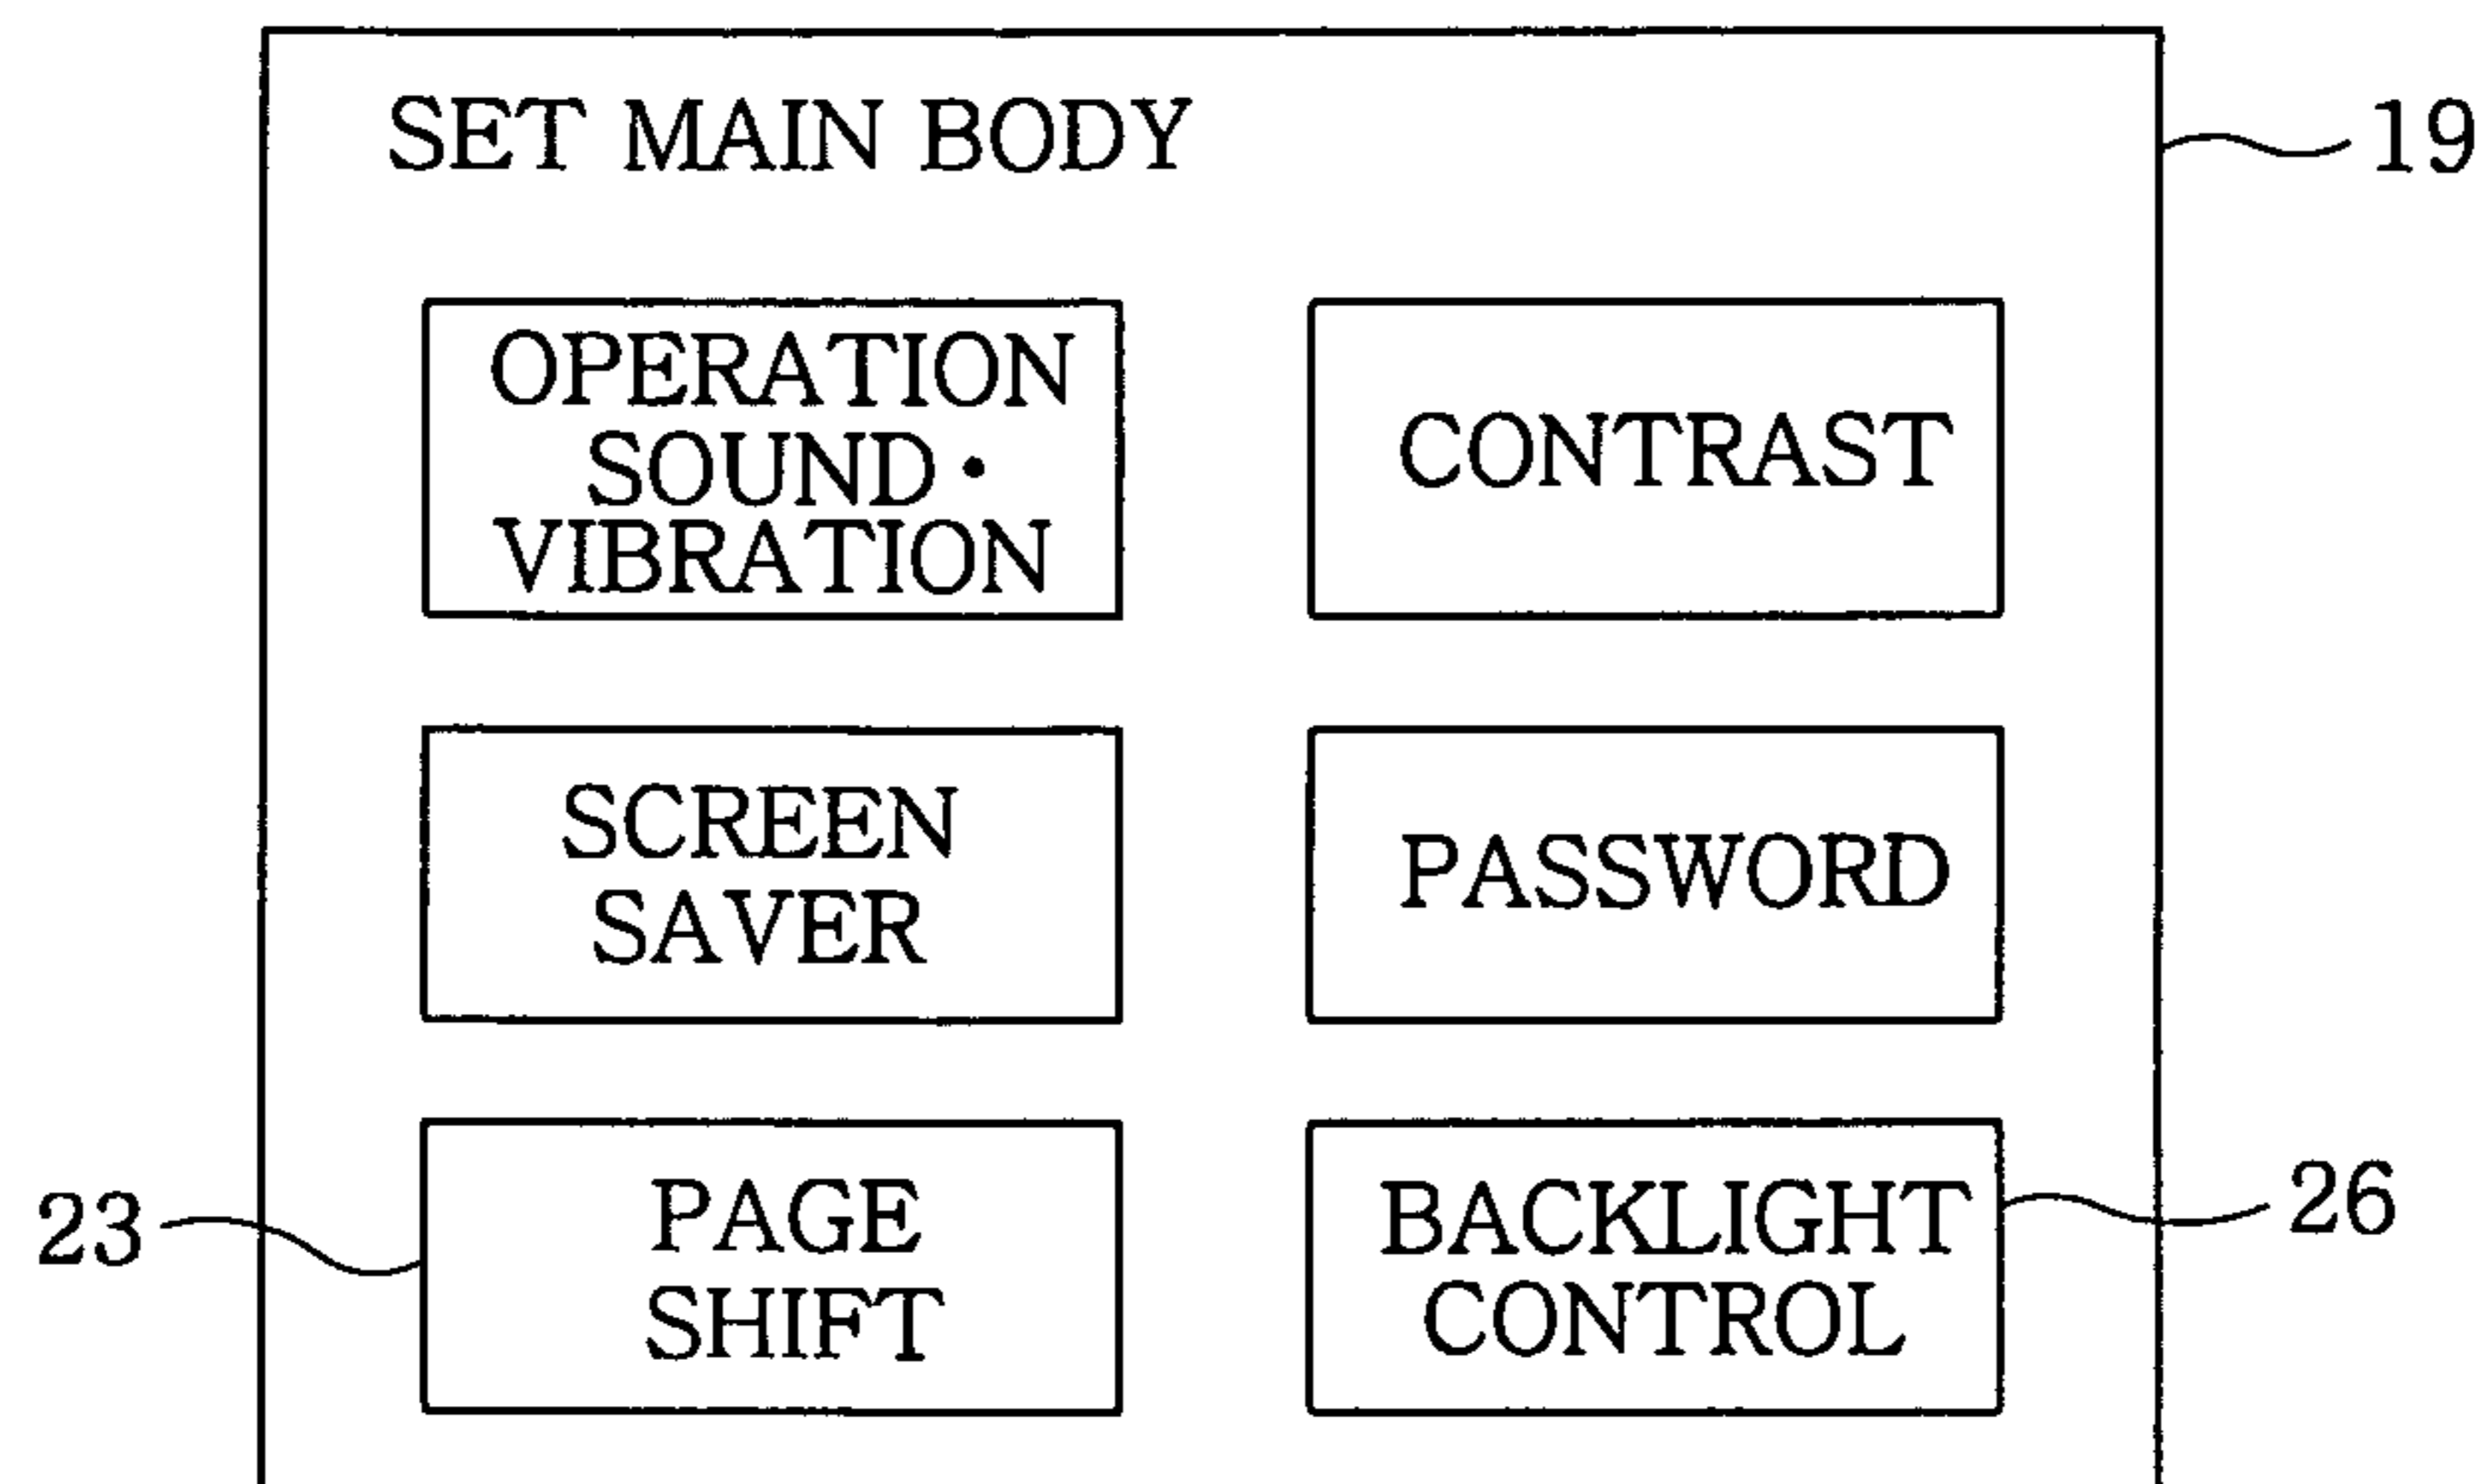 SET MAIN BODY
19
OPERATION
SOUND・
VIBRATION
CONTRAST
SCREEN
SAVER
PASSWORD
23
PAGE
SHIFT
BACKLIGHT
CONTROL
26